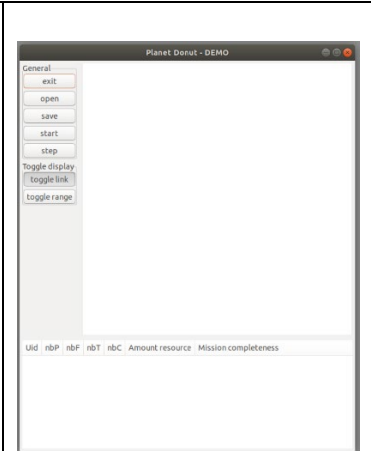 Planet Donut - DEMO
General
exit
open
save
start
step
Toggle display
toggle link
toggle range
Uid nbP nbF nbT nbC Amount resource Mission completeness